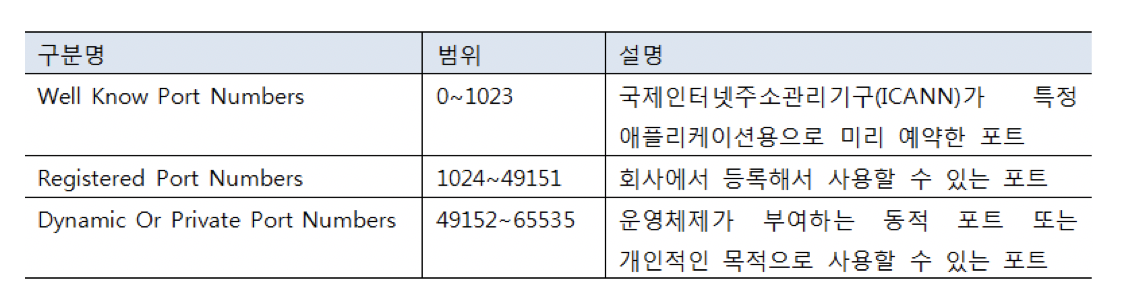 구분명 범위 설명
Well Know Port Numbers 0~1023 국제인터넷주소관리기구(ICANN)가 특정
애플리케이션용으로 미리 예약한 포트
Registered Port Numbers 1024~49151 회사에서 등록해서 사용할 수 있는 포트
Dynamic Or Private Port Numbers 49152~65535 운영체제가 부여하는 동적 포트 또는
개인적인 목적으로 사용할 수 있는 포트